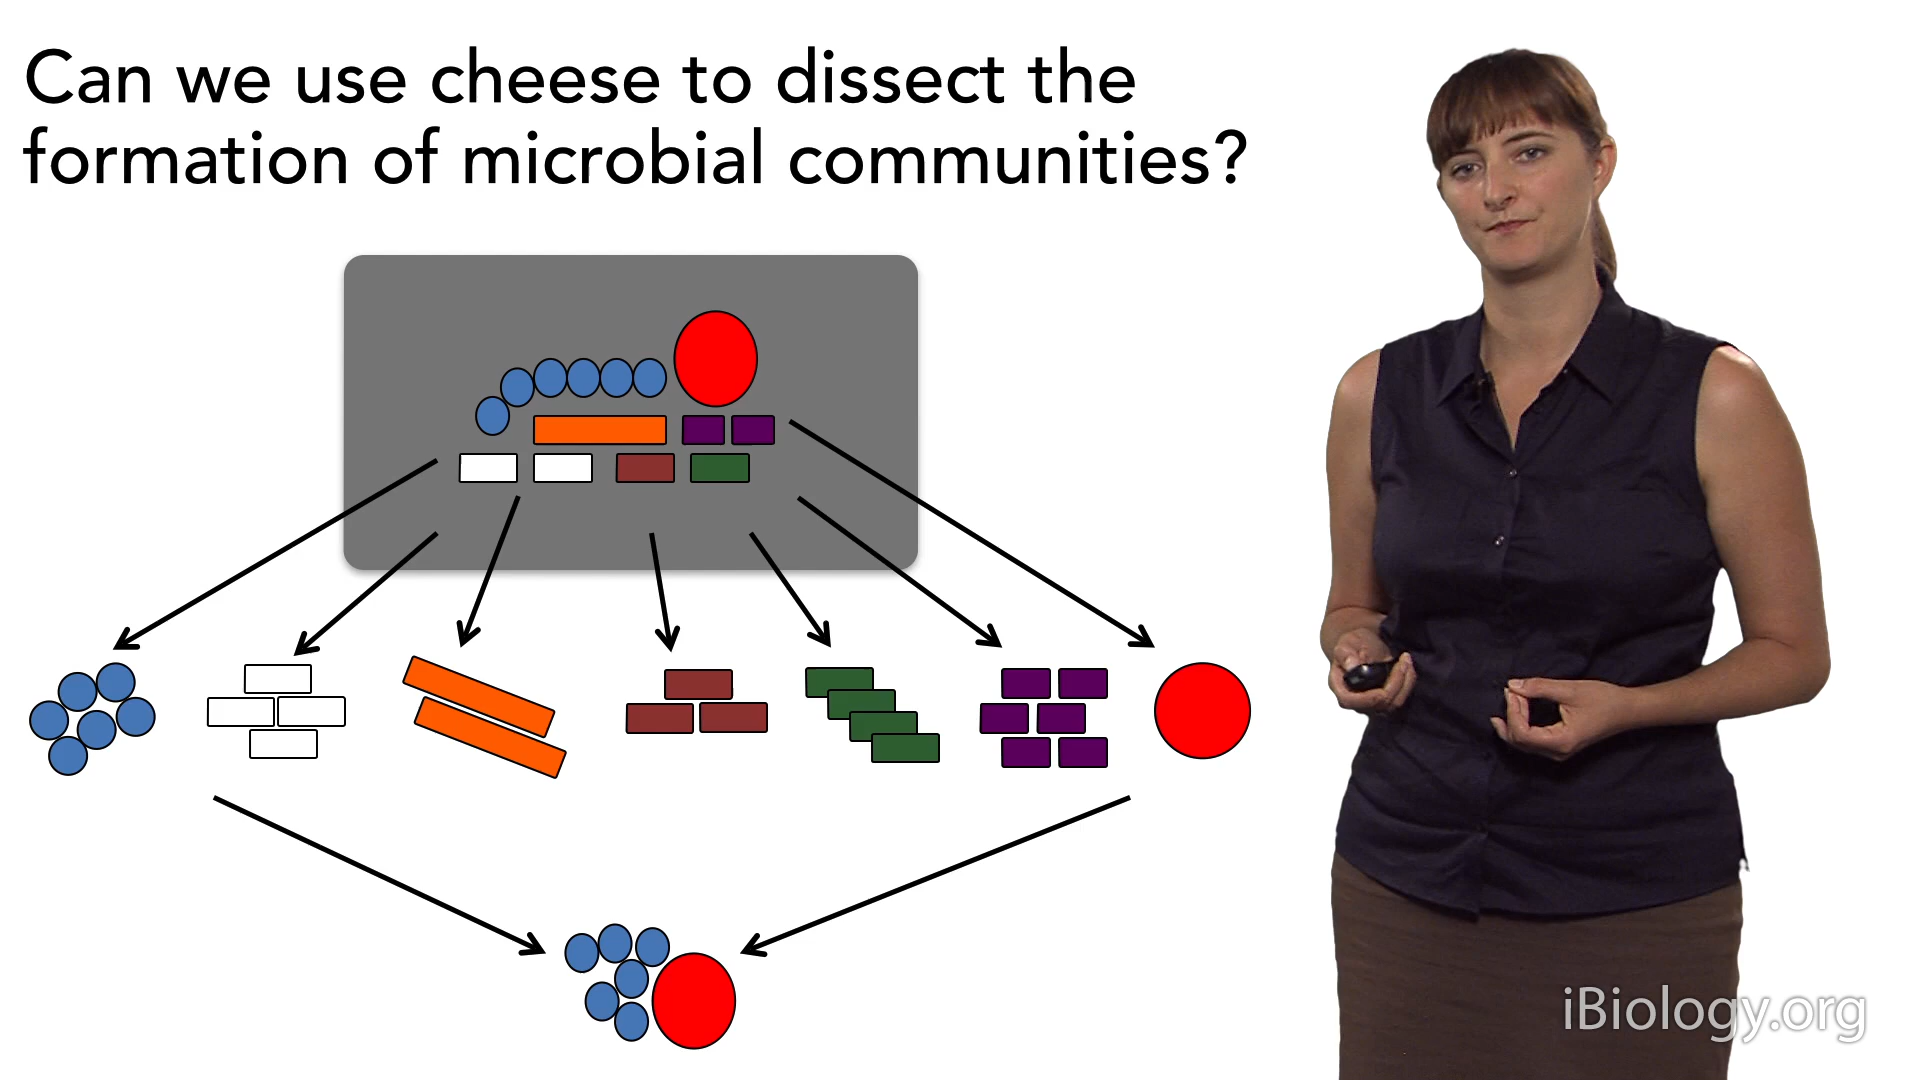 Can we use cheese to dissect the
formation of microbial communities?
iBiology.org